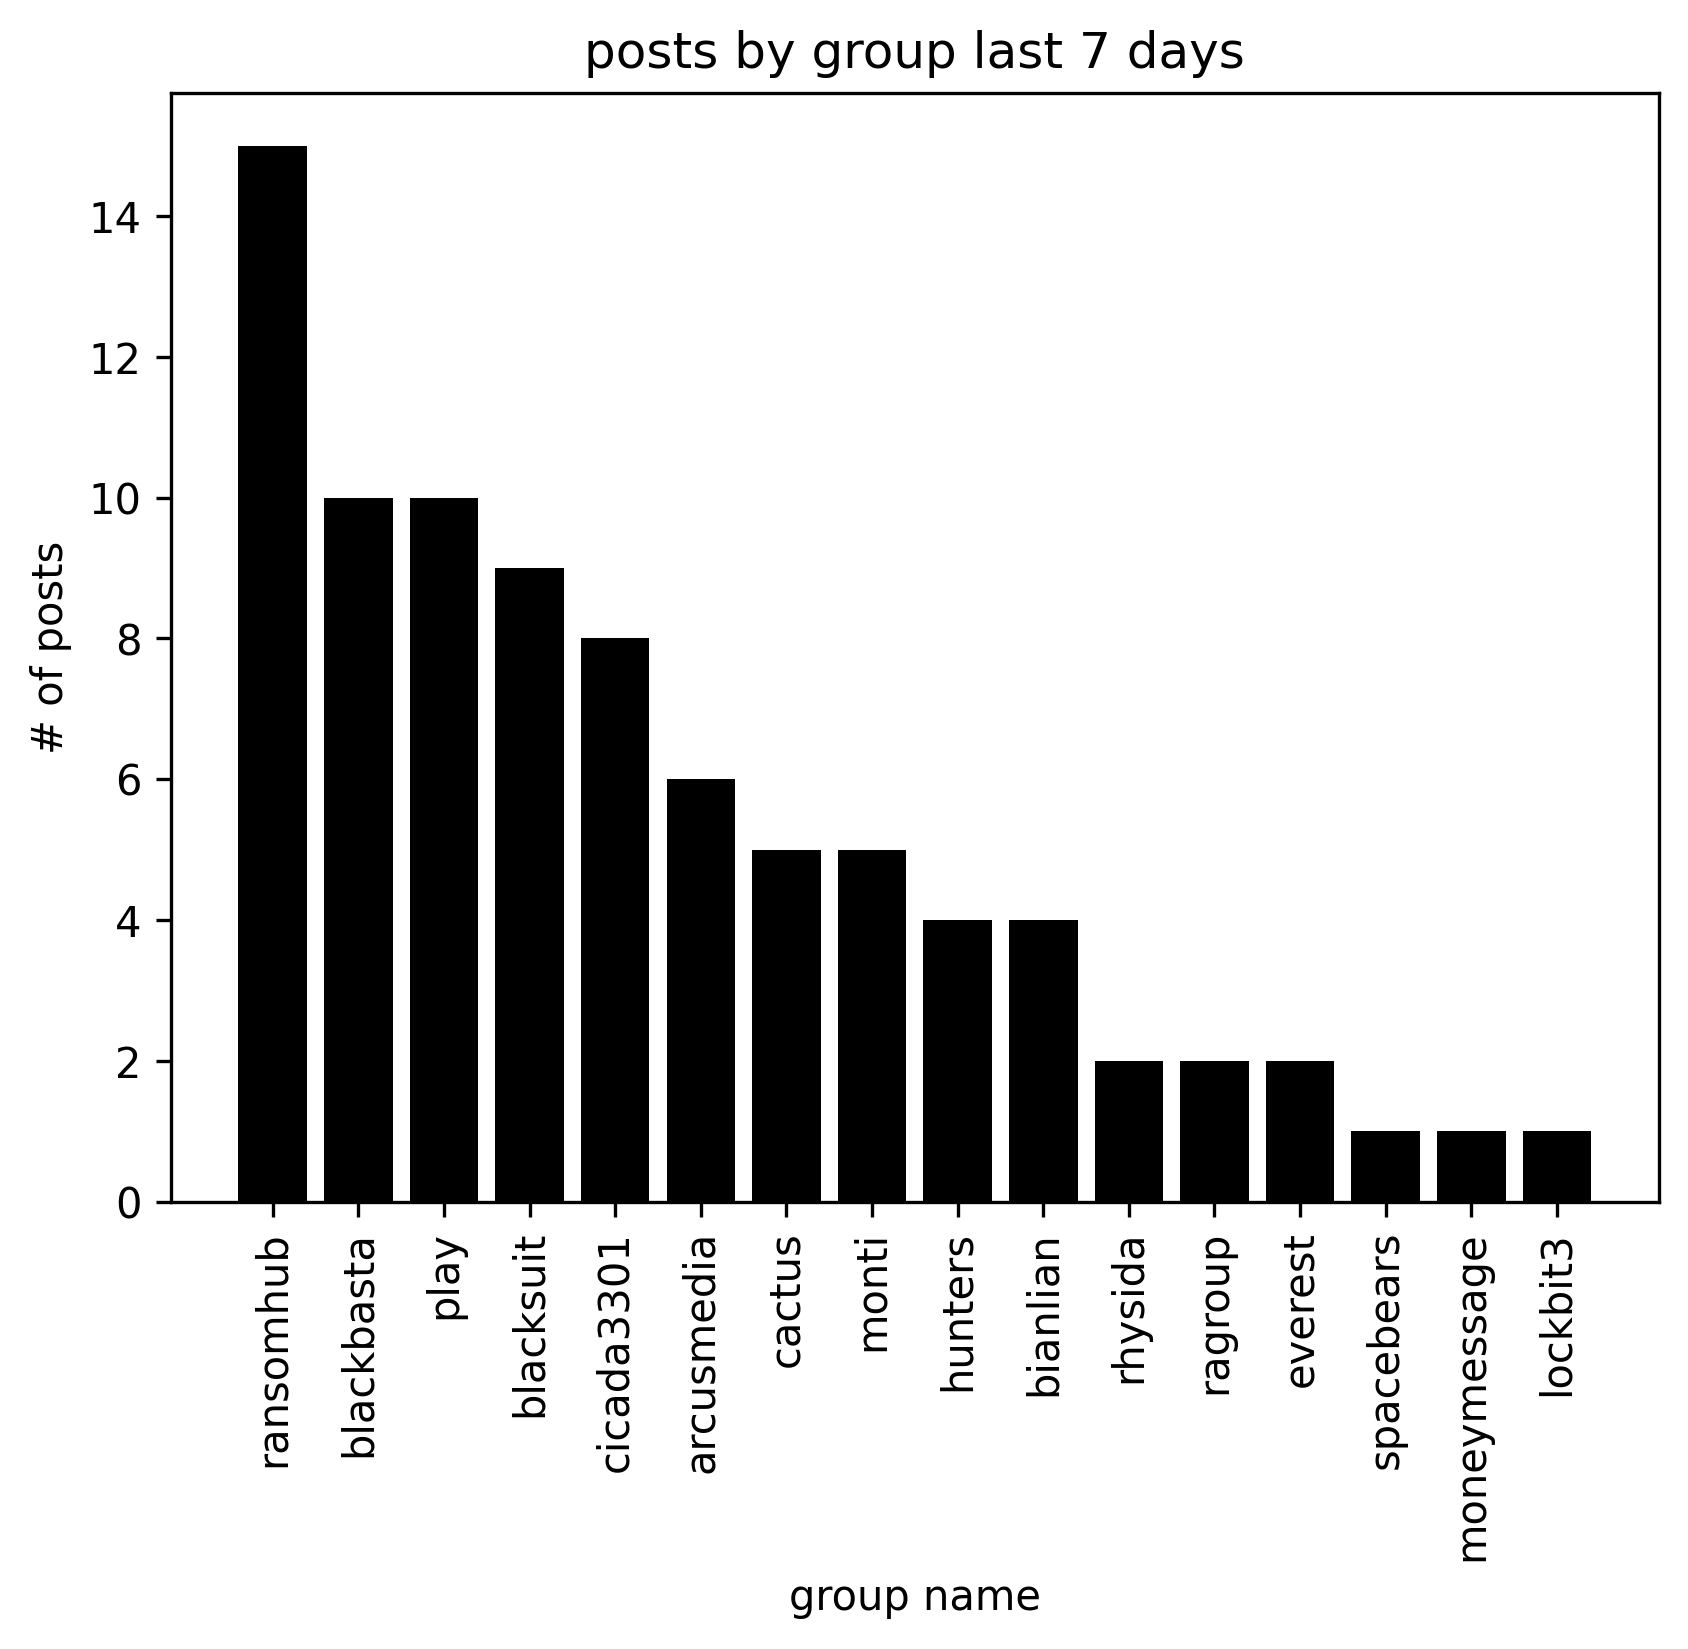 posts by group last 7 days
# of posts
14
12
10
8
6
4
2
0
ransomhub
blackbasta
play
blacksuit
cicada3301
arcusmedia
cactus
monti
hunters
bianlian
rhysida
ragroup
everest
spacebears
moneymessage
lockbit3
group name